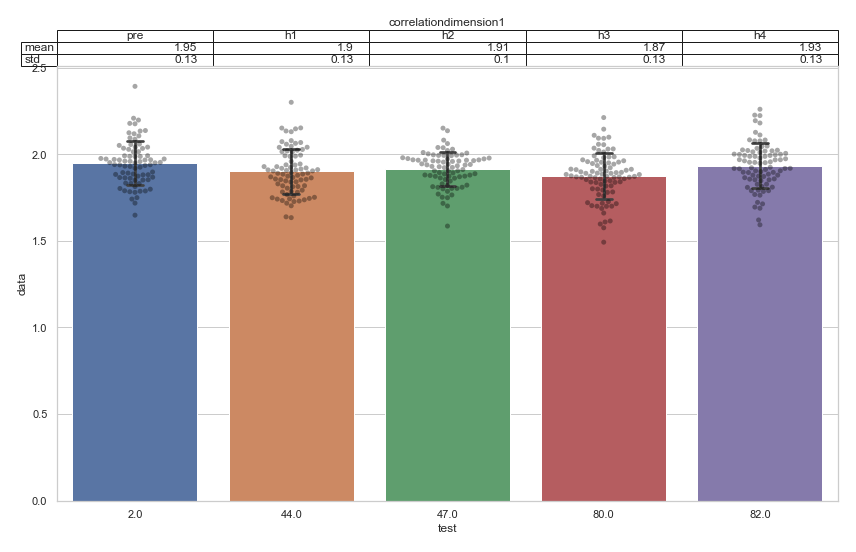 correlationdimension1
pre h1 h2 h3 h4
mean 1.95 1.9 1.91 1.87 1.93
std 0.13 0.13 0.1 0.13 0.13
2.5
2.0
1.5
1.0
0.5
0.0
data
2.0 44.0 47.0 80.0 82.0
test